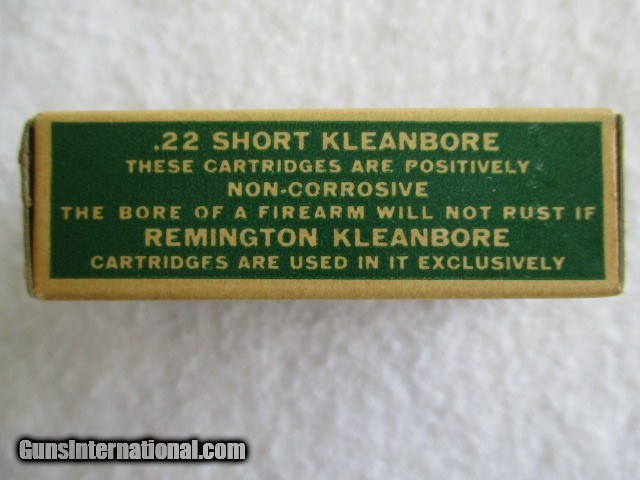 .22 SHORT KLEANBORE
THESE CARTRIDGES ARE POSITIVELY
NON-CORROSIVE
THE BORE OF A FIREARM WILL NOT RUST IF
REMINGTON KLEANBORE
CARTRIDGES ARE USED IN IT EXCLUSIVELY
GunsInternational.com